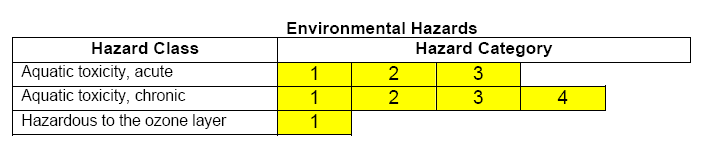 Environmental Hazards
Hazard Class Hazard Category
Aquatic toxicity, acute 1 2 3
Aquatic toxicity, chronic 1 2 3 4
Hazardous to the ozone layer 1